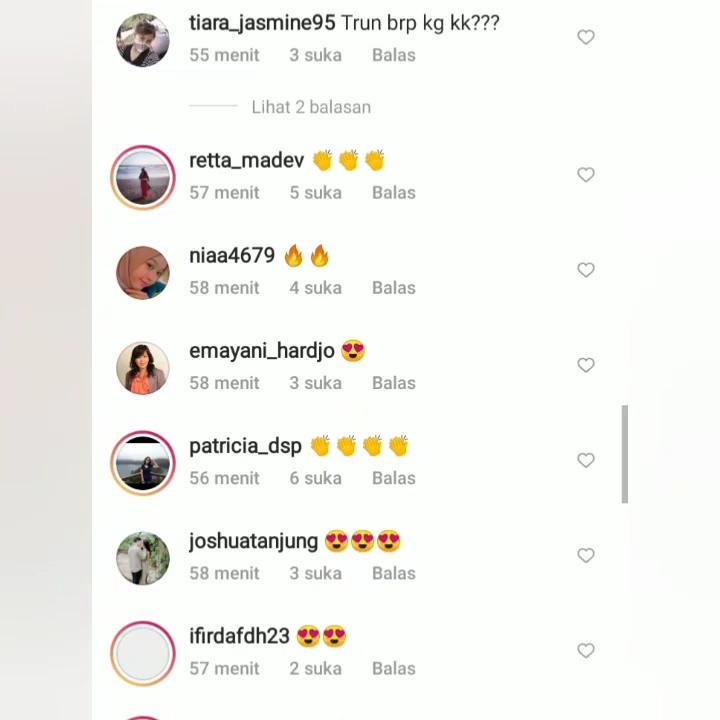 tiara_jasmine95 Trun brp kg kk???
55 menit 3 suka Balas
Lihat 2 balasan
retta_madev 👏👏👏
57 menit 5 suka Balas
niaa4679 🔥🔥
58 menit 4 suka Balas
emayani_hardjo 😍
58 menit 3 suka Balas
patricia_dsp 👏👏👏👏
56 menit 6 suka Balas
joshuatanjung 😍😍😍
58 menit 3 suka Balas
ifirdafdh23 😍😍
57 menit 2 suka Balas